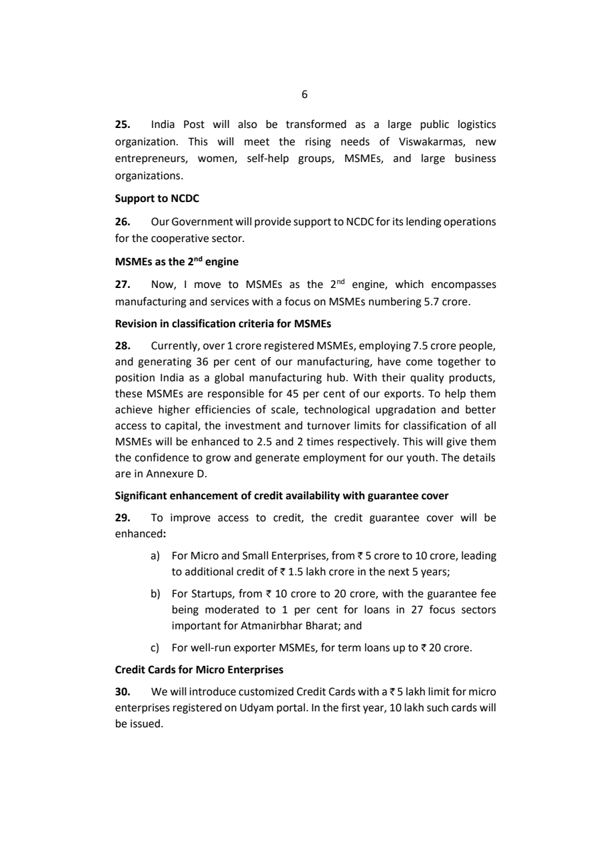 6
25. India Post will also be transformed as a large public logistics
organization. This will meet the rising needs of Viswakarmas, new
entrepreneurs, women, self-help groups, MSMEs, and large business
organizations.
Support to NCDC
26. Our Government will provide support to NCDC for its lending operations
for the cooperative sector.
MSMEs as the 2nd engine
27. Now, I move to MSMEs as the 2nd engine, which encompasses
manufacturing and services with a focus on MSMEs numbering 5.7 crore.
Revision in classification criteria for MSMEs
28. Currently, over 1 crore registered MSMEs, employing 7.5 crore people,
and generating 36 per cent of our manufacturing, have come together to
position India as a global manufacturing hub. With their quality products,
these MSMEs are responsible for 45 per cent of our exports. To help them
achieve higher efficiencies of scale, technological upgradation and better
access to capital, the investment and turnover limits for classification of all
MSMEs will be enhanced to 2.5 and 2 times respectively. This will give them
the confidence to grow and generate employment for our youth. The details
are in Annexure D.
Significant enhancement of credit availability with guarantee cover
29. To improve access to credit, the credit guarantee cover will be
enhanced:
a) For Micro and Small Enterprises, from ₹ 5 crore to 10 crore, leading
to additional credit of ₹ 1.5 lakh crore in the next 5 years;
b) For Startups, from ₹ 10 crore to 20 crore, with the guarantee fee
being moderated to 1 per cent for loans in 27 focus sectors
important for Atmanirbhar Bharat; and
c) For well-run exporter MSMEs, for term loans up to ₹ 20 crore.
Credit Cards for Micro Enterprises
30. We will introduce customized Credit Cards with a ₹ 5 lakh limit for micro
enterprises registered on Udyam portal. In the first year, 10 lakh such cards will
be issued.